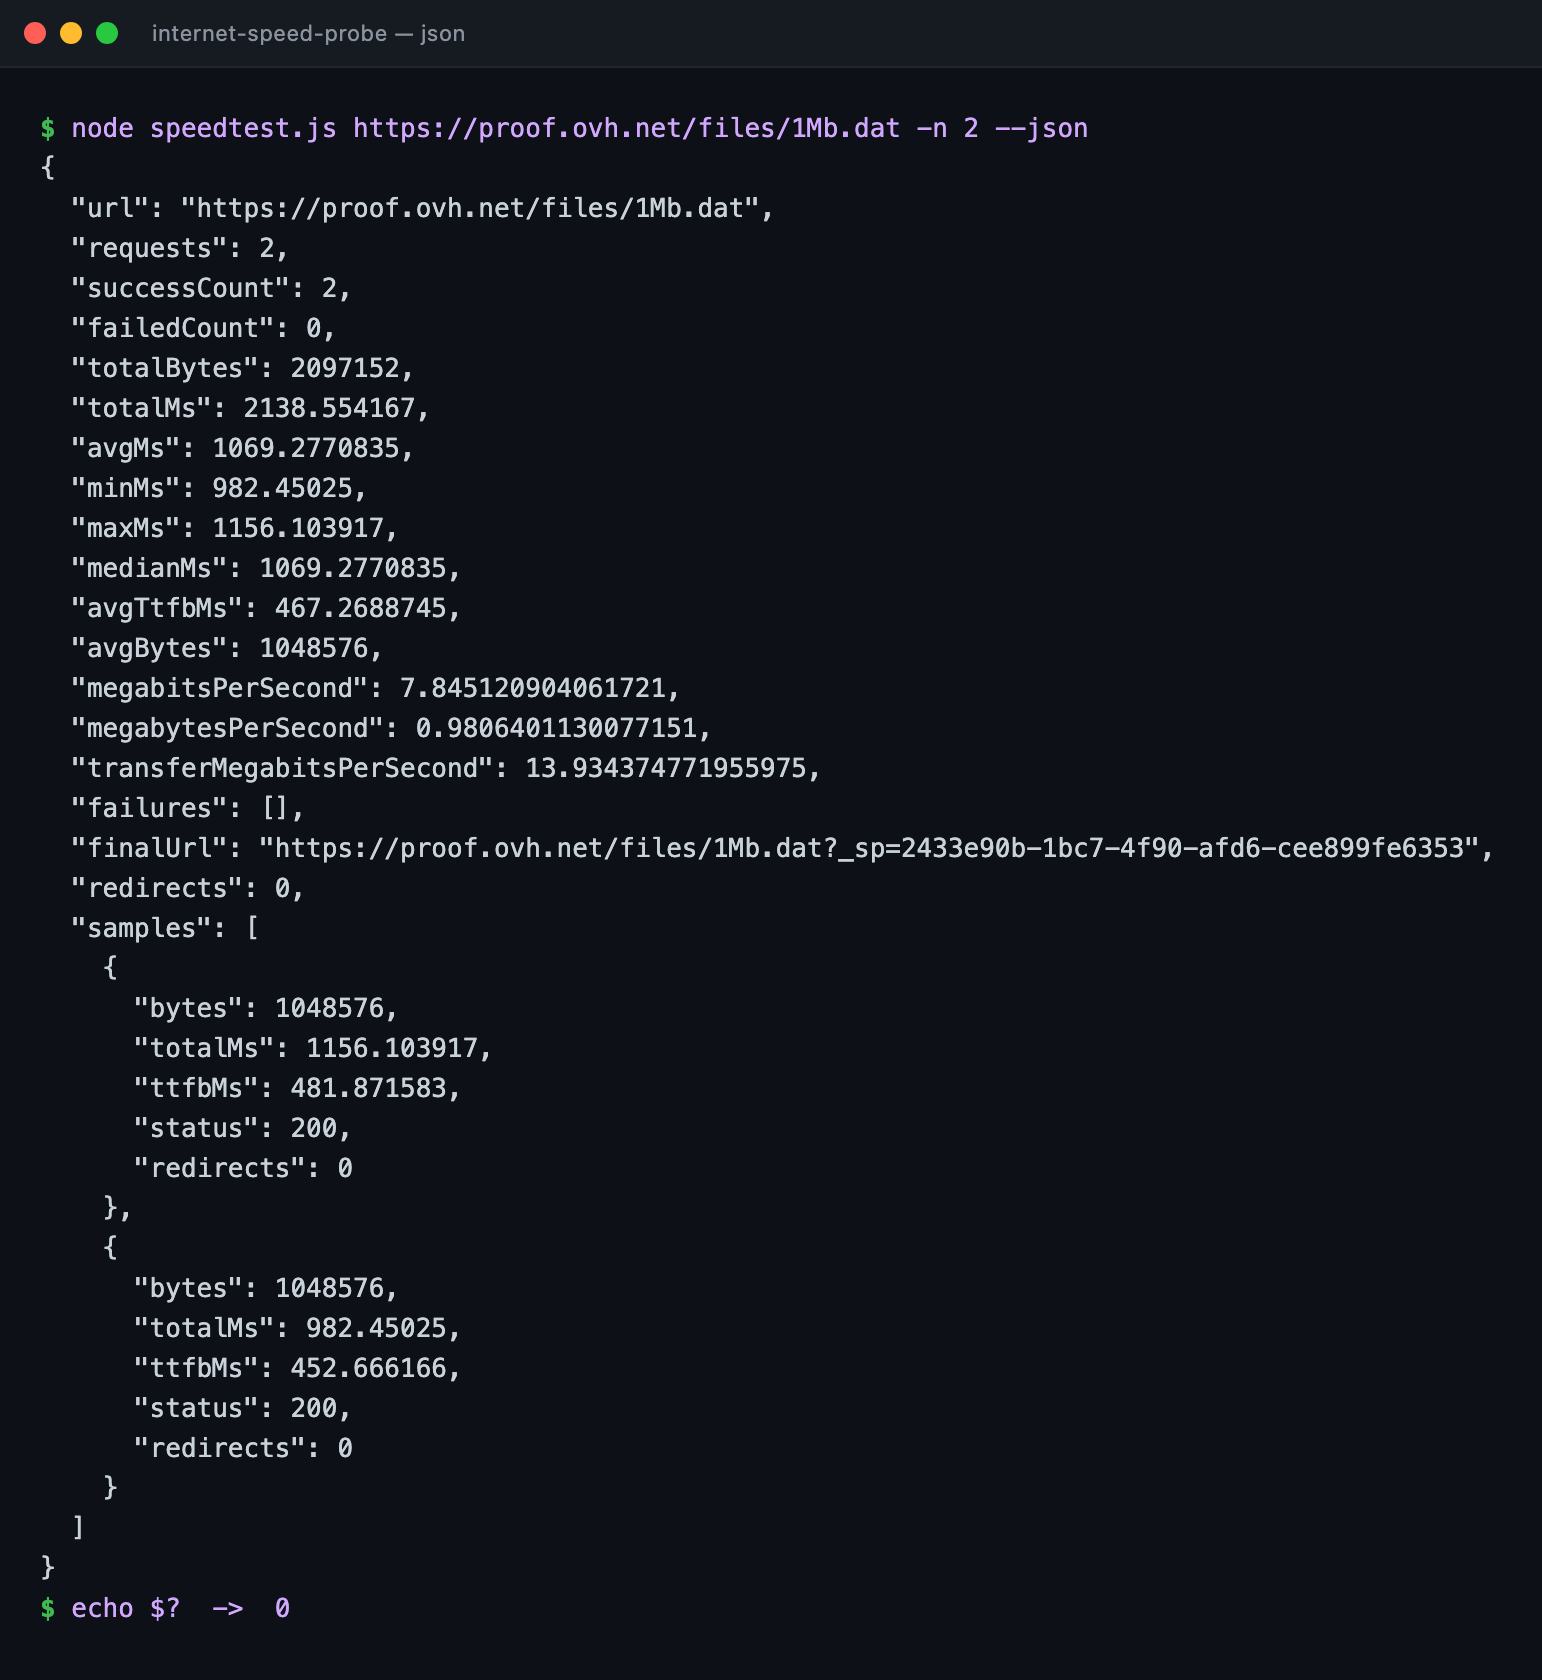 internet-speed-probe — json
$ node speedtest.js https://proof.ovh.net/files/1Mb.dat -n 2 --json
{
  "url": "https://proof.ovh.net/files/1Mb.dat",
  "requests": 2,
  "successCount": 2,
  "failedCount": 0,
  "totalBytes": 2097152,
  "totalMs": 2138.554167,
  "avgMs": 1069.2770835,
  "minMs": 982.45025,
  "maxMs": 1156.103917,
  "medianMs": 1069.2770835,
  "avgTtfbMs": 467.2688745,
  "avgBytes": 1048576,
  "megabitsPerSecond": 7.845120904061721,
  "megabytesPerSecond": 0.9806401130077151,
  "transferMegabitsPerSecond": 13.934374771955975,
  "failures": [],
  "finalUrl": "https://proof.ovh.net/files/1Mb.dat?_sp=2433e90b-1bc7-4f90-afd6-cee899fe6353",
  "redirects": 0,
  "samples": [
    {
      "bytes": 1048576,
      "totalMs": 1156.103917,
      "ttfbMs": 481.871583,
      "status": 200,
      "redirects": 0
    },
    {
      "bytes": 1048576,
      "totalMs": 982.45025,
      "ttfbMs": 452.666166,
      "status": 200,
      "redirects": 0
    }
  ]
}
$ echo $?  ->  0